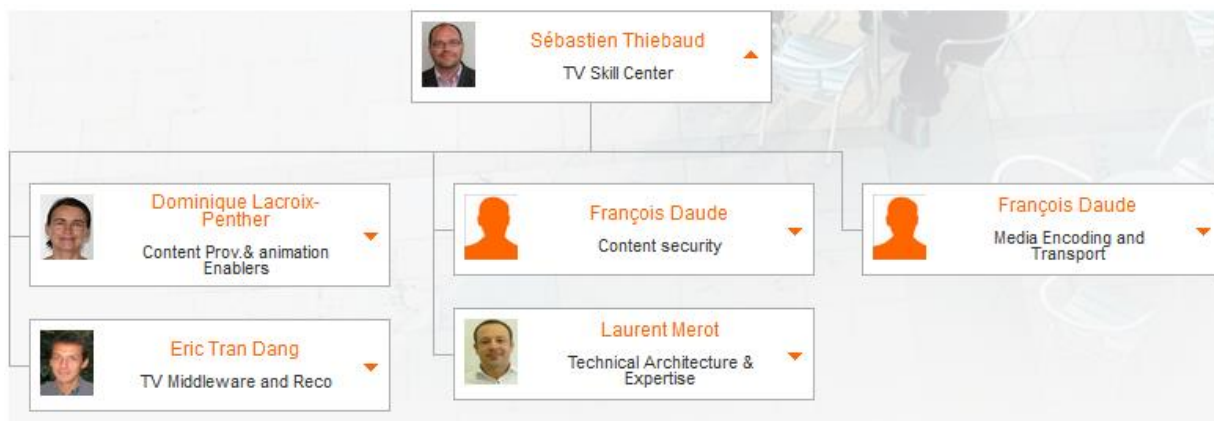 Sébastien Thiebaud
TV Skill Center
Dominique Lacroix-
Penther
Content Prov.& animation
Enablers
François Daude
Content security
François Daude
Media Encoding and
Transport
Eric Tran Dang
TV Middleware and Reco
Laurent Merot
Technical Architecture &
Expertise